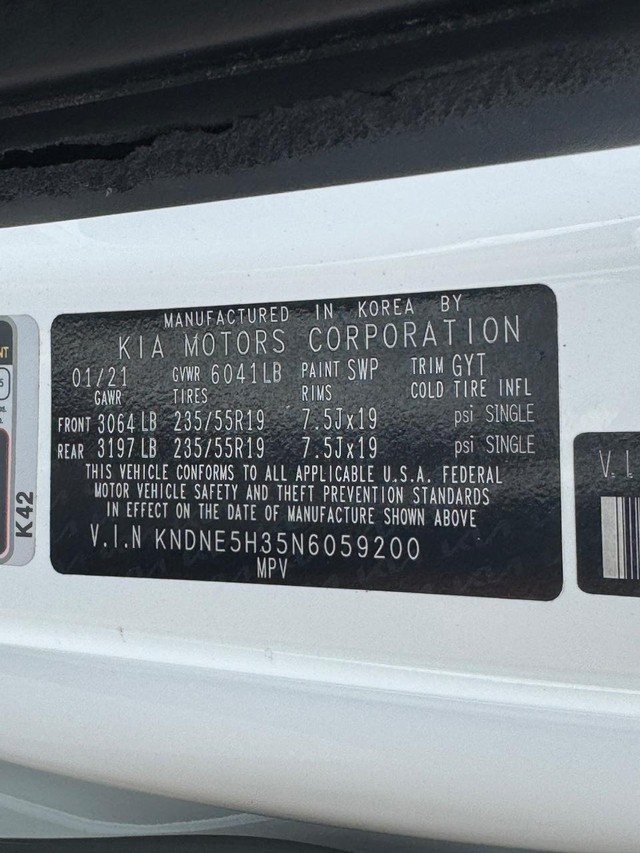 MANUFACTURED IN KOREA BY
KIA MOTORS CORPORATION
01/21 GVWR 6041LB PAINT SWP TRIM GYT
GAWR TIRES RIMS COLD TIRE INFL
FRONT 3064 LB 235/55R19 7.5Jx19 psi SINGLE
REAR 3197 LB 235/55R19 7.5Jx19 psi SINGLE
THIS VEHICLE CONFORMS TO ALL APPLICABLE U.S.A. FEDERAL
MOTOR VEHICLE SAFETY AND THEFT PREVENTION STANDARDS
IN EFFECT ON THE DATE OF MANUFACTURE SHOWN ABOVE
V.I.N KNDNE5H35N6059200
MPV
K42